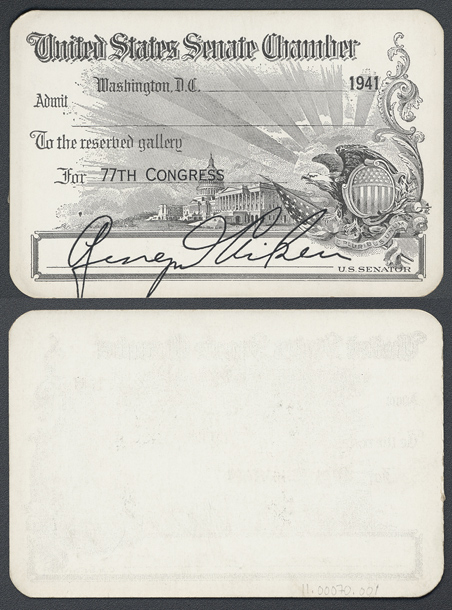 United States Senate Chamber
Washington, D.C. 1941
Admit
To the reserved gallery
For 77TH CONGRESS
George D Aiken
U.S. SENATOR
11.00070.001